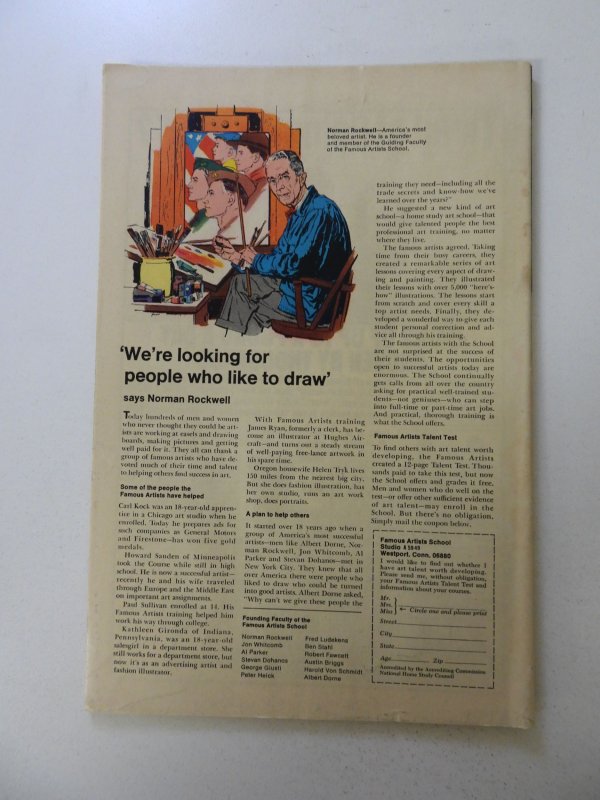 Norman Rockwell—America's most
beloved artist. He is a founder
and member of the Guiding Faculty
of the Famous Artists School.
'We're looking for
people who like to draw'
says Norman Rockwell
Today hundreds of men and women
who never thought they could be art-
ists are working at easels and drawing
boards, making pictures and getting
well paid for it. They all can thank a
group of famous artists who have de-
voted much of their time and talent
to helping others find success in art.
Some of the people the
Famous Artists have helped
Carl Kock was an 18-year-old appren-
tice in a Chicago art studio when he
enrolled. Today he prepares ads for
such companies as General Motors
and Firestone—has won five gold
medals.
Howard Sanden of Minneapolis
took the Course while still in high
school. He is now a successful artist—
recently he and his wife traveled
through Europe and the Middle East
on important art assignments.
Paul Sullivan enrolled at 14. His
Famous Artists training helped him
work his way through college.
Kathleen Gironda of Indiana,
Pennsylvania, was an 18-year-old
salesgirl in a department store. She
still works for a department store, but
now it's as an advertising artist and
fashion illustrator.
With Famous Artists training
James Ryan, formerly a clerk, has be-
come an illustrator at Hughes Air-
craft—and turns out a steady stream
of well-paying free-lance artwork in
his spare time.
Oregon housewife Helen Tryk lives
150 miles from the nearest big city.
But she does fashion illustration, has
her own studio, runs an art work
shop, does portraits.
A plan to help others
It started over 18 years ago when a
group of America's most successful
artists—men like Albert Dorne, Nor-
man Rockwell, Jon Whitcomb, Al
Parker and Stevan Dohanos—met in
New York City. They knew that all
over America there were people who
liked to draw who could be turned
into good artists. Albert Dorne asked,
"Why can't we give these people the
Founding Faculty of the
Famous Artists School
Norman Rockwell
Jon Whitcomb
Al Parker
Stevan Dohanos
George Giusti
Peter Helck
Fred Ludekens
Ben Stahl
Robert Fawcett
Austin Briggs
Harold Von Schmidt
Albert Dorne
training they need—including all the
trade secrets and know-how we've
learned over the years?"
He suggested a new kind of art
school—a home study art school—that
would give talented people the best
professional art training, no matter
where they live.
The famous artists agreed. Taking
time from their busy careers, they
created a remarkable series of art
lessons covering every aspect of draw-
ing and painting. They illustrated
their lessons with over 5,000 "here's-
how" illustrations. The lessons start
from scratch and cover every skill a
top artist needs. Finally, they de-
veloped a wonderful way to give each
student personal correction and ad-
vice all through his training.
The famous artists with the School
are not surprised at the success of
their students. The opportunities
open to successful artists today are
enormous. The School continually
gets calls from all over the country
asking for practical well-trained stu-
dents—not geniuses—who can step
into full-time or part-time art jobs.
And practical, thorough training is
what the School offers.
Famous Artists Talent Test
To find others with art talent worth
developing, the Famous Artists
created a 12-page Talent Test. Thou-
sands paid to take this test, but now
the School offers and grades it free.
Men and women who do well on the
test—or offer other sufficient evidence
of art talent—may enroll in the
School. But there's no obligation.
Simply mail the coupon below.
Famous Artists School
Studio
Westport, Conn. 06880
I would like to find out whether I
have art talent worth developing.
Please send me, without obligation,
your Famous Artists Talent Test and
information about your courses.
Mr.
Mrs.
Miss
← Circle one and please print
Street
City
State
Age Zip
Accredited by the Accrediting Commission
National Home Study Council